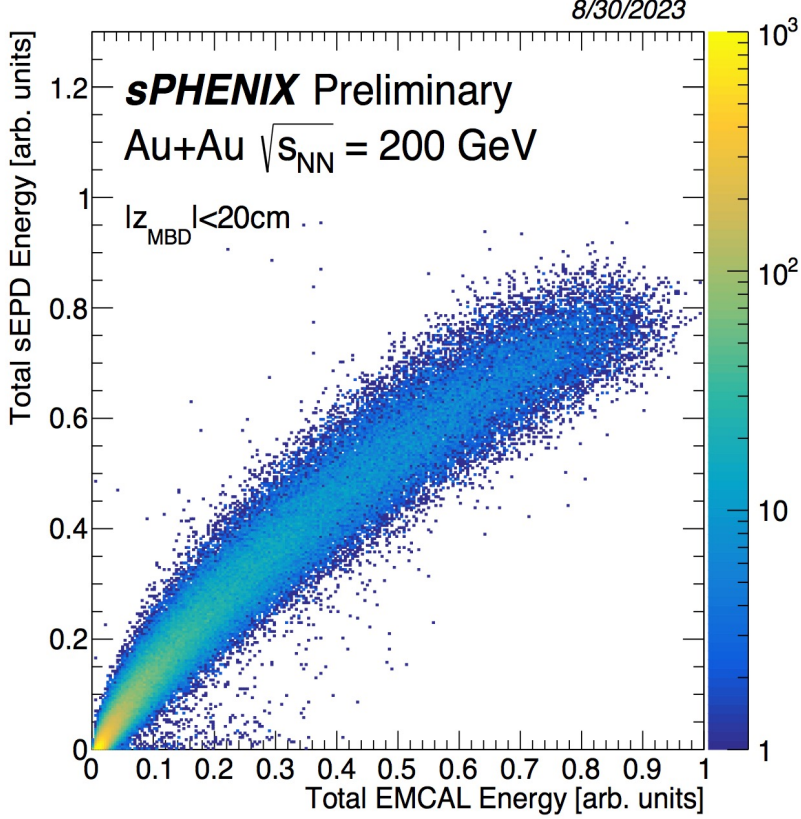 8/30/2023
sPHENIX Preliminary
Au+Au √sNN = 200 GeV
|zMBD|<20cm
Total sEPD Energy [arb. units]
1.2
1
0.8
0.6
0.4
0.2
0
0 0.1 0.2 0.3 0.4 0.5 0.6 0.7 0.8 0.9 1
Total EMCAL Energy [arb. units]
10³
10²
10
1